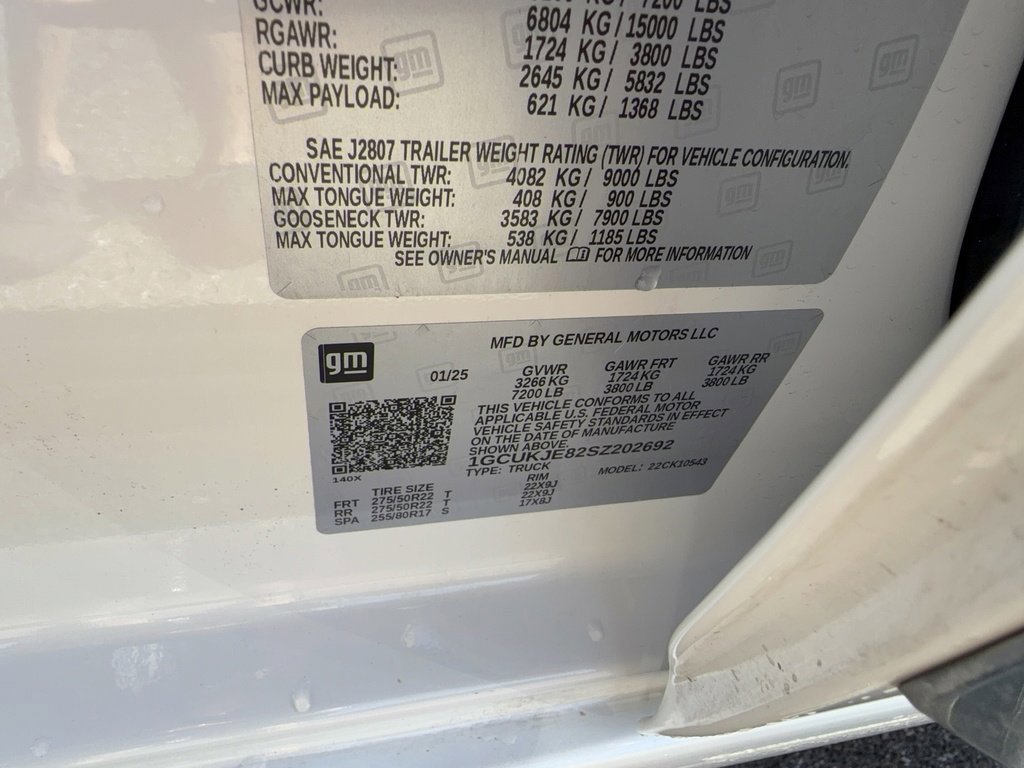 GCWR: 7200 LBS
RGAWR: 6804 KG/ 15000 LBS
CURB WEIGHT: 1724 KG/ 3800 LBS
MAX PAYLOAD: 2645 KG/ 5832 LBS
621 KG/ 1368 LBS
SAE J2807 TRAILER WEIGHT RATING (TWR) FOR VEHICLE CONFIGURATION.
CONVENTIONAL TWR: 4082 KG/ 9000 LBS
MAX TONGUE WEIGHT: 408 KG/ 900 LBS
GOOSENECK TWR: 3583 KG/ 7900 LBS
MAX TONGUE WEIGHT: 538 KG/ 1185 LBS
SEE OWNER'S MANUAL FOR MORE INFORMATION
gm
MFD BY GENERAL MOTORS LLC
01/25 GVWR GAWR FRT GAWR RR
3266 KG 1724 KG 1724 KG
7200 LB 3800 LB 3800 LB
THIS VEHICLE CONFORMS TO ALL
APPLICABLE U.S. FEDERAL MOTOR
VEHICLE SAFETY STANDARDS IN EFFECT
ON THE DATE OF MANUFACTURE
SHOWN ABOVE.
1GCUKJE82SZ202692
140X TYPE: TRUCK MODEL: 22CK10543
TIRE SIZE RIM
FRT 275/50R22 T 22X9J
RR 275/50R22 T 22X9J
SPA 255/80R17 S 17X8J